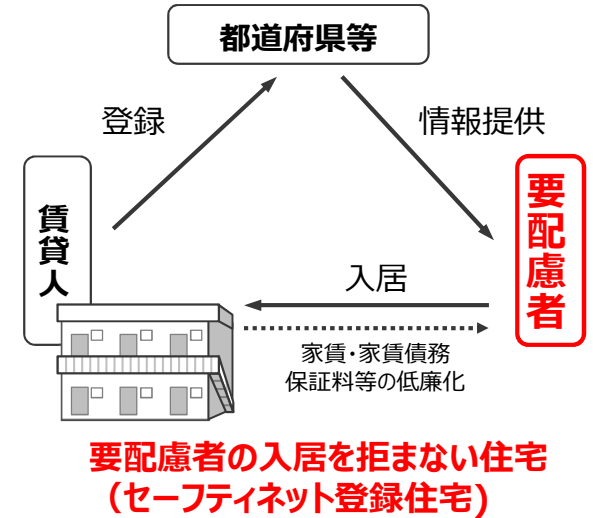 都道府県等
登録
情報提供
賃貸人
要配慮者
入居
家賃・家賃債務
保証料等の低廉化
要配慮者の入居を拒まない住宅
（セーフティネット登録住宅)